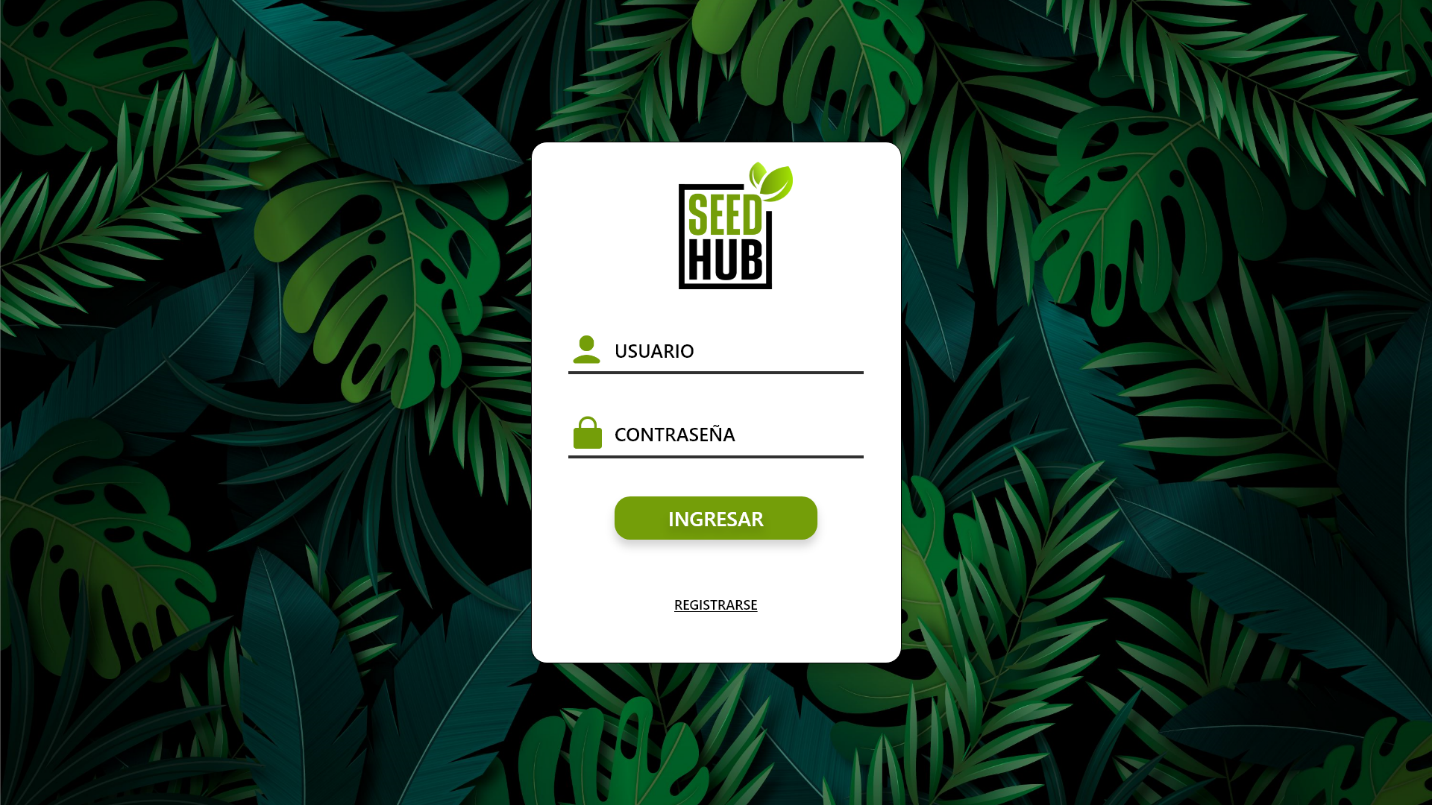 SEED
HUB
USUARIO
CONTRASEÑA
INGRESAR
REGISTRARSE